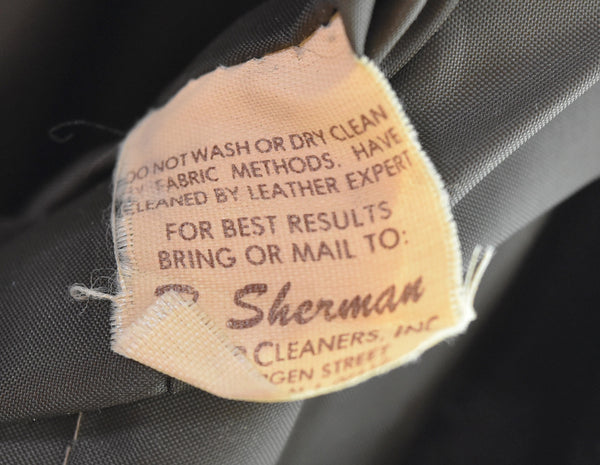 DO NOT WASH OR DRY CLEAN
FABRIC METHODS. HAVE
CLEANED BY LEATHER EXPERT
FOR BEST RESULTS
BRING OR MAIL TO:
Sherman
CLEANERS, INC
GEN STREET